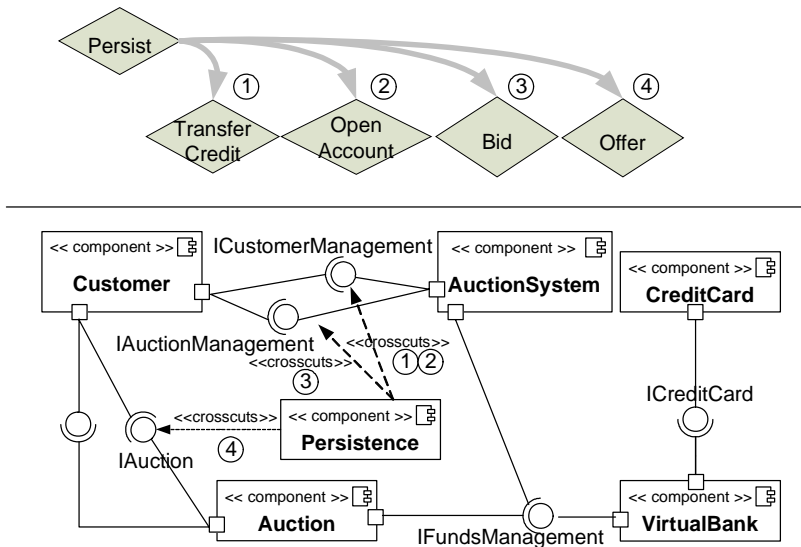 Persist
1
2
3
4
Transfer
Credit
Open
Account
Bid
Offer
<< component >>
Customer
ICustomerManagement
<< component >>
AuctionSystem
<< component >>
CreditCard
IAuctionManagement
<<crosscuts>>
1 2
<<crosscuts>>
3
ICreditCard
<<crosscuts>>
4
<< component >>
Persistence
IAuction
<< component >>
Auction
IFundsManagement
<< component >>
VirtualBank